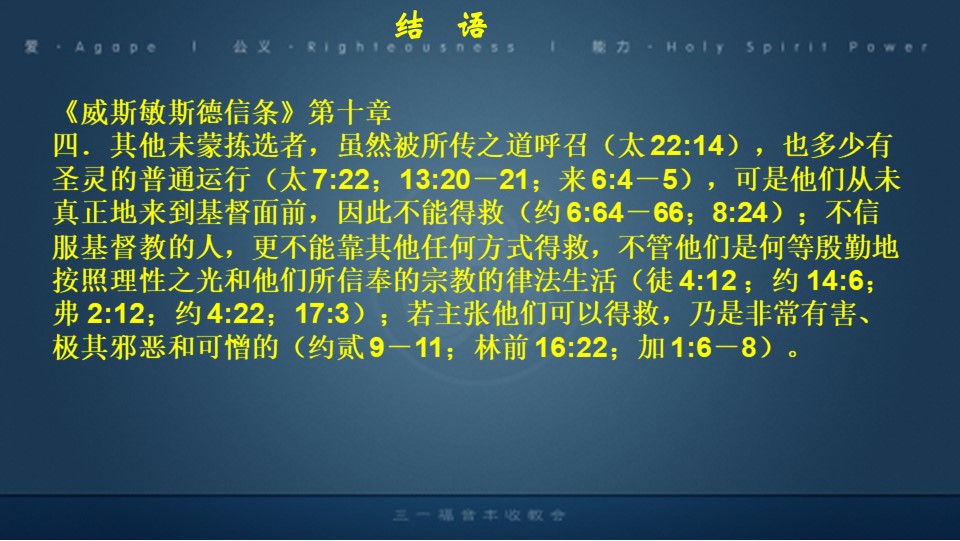 结 语
爱·Agape | 公义·Righteousness | 能力·Holy Spirit Power
《威斯敏斯德信条》第十章
四．其他未蒙拣选者，虽然被所传之道呼召（太22:14），也多少有
圣灵的普通运行（太7:22；13:20－21；来6:4－5），可是他们从未
真正地来到基督面前，因此不能得救（约6:64－66；8:24）；不信
服基督教的人，更不能靠其他任何方式得救，不管他们是何等殷勤地
按照理性之光和他们所信奉的宗教的律法生活（徒4:12；约 14:6；
弗 2:12；约4:22；17:3）；若主张他们可以得救，乃是非常有害、
极其邪恶和可憎的（约贰9－11；林前16:22；加1:6－8）。
三一福音丰收教会